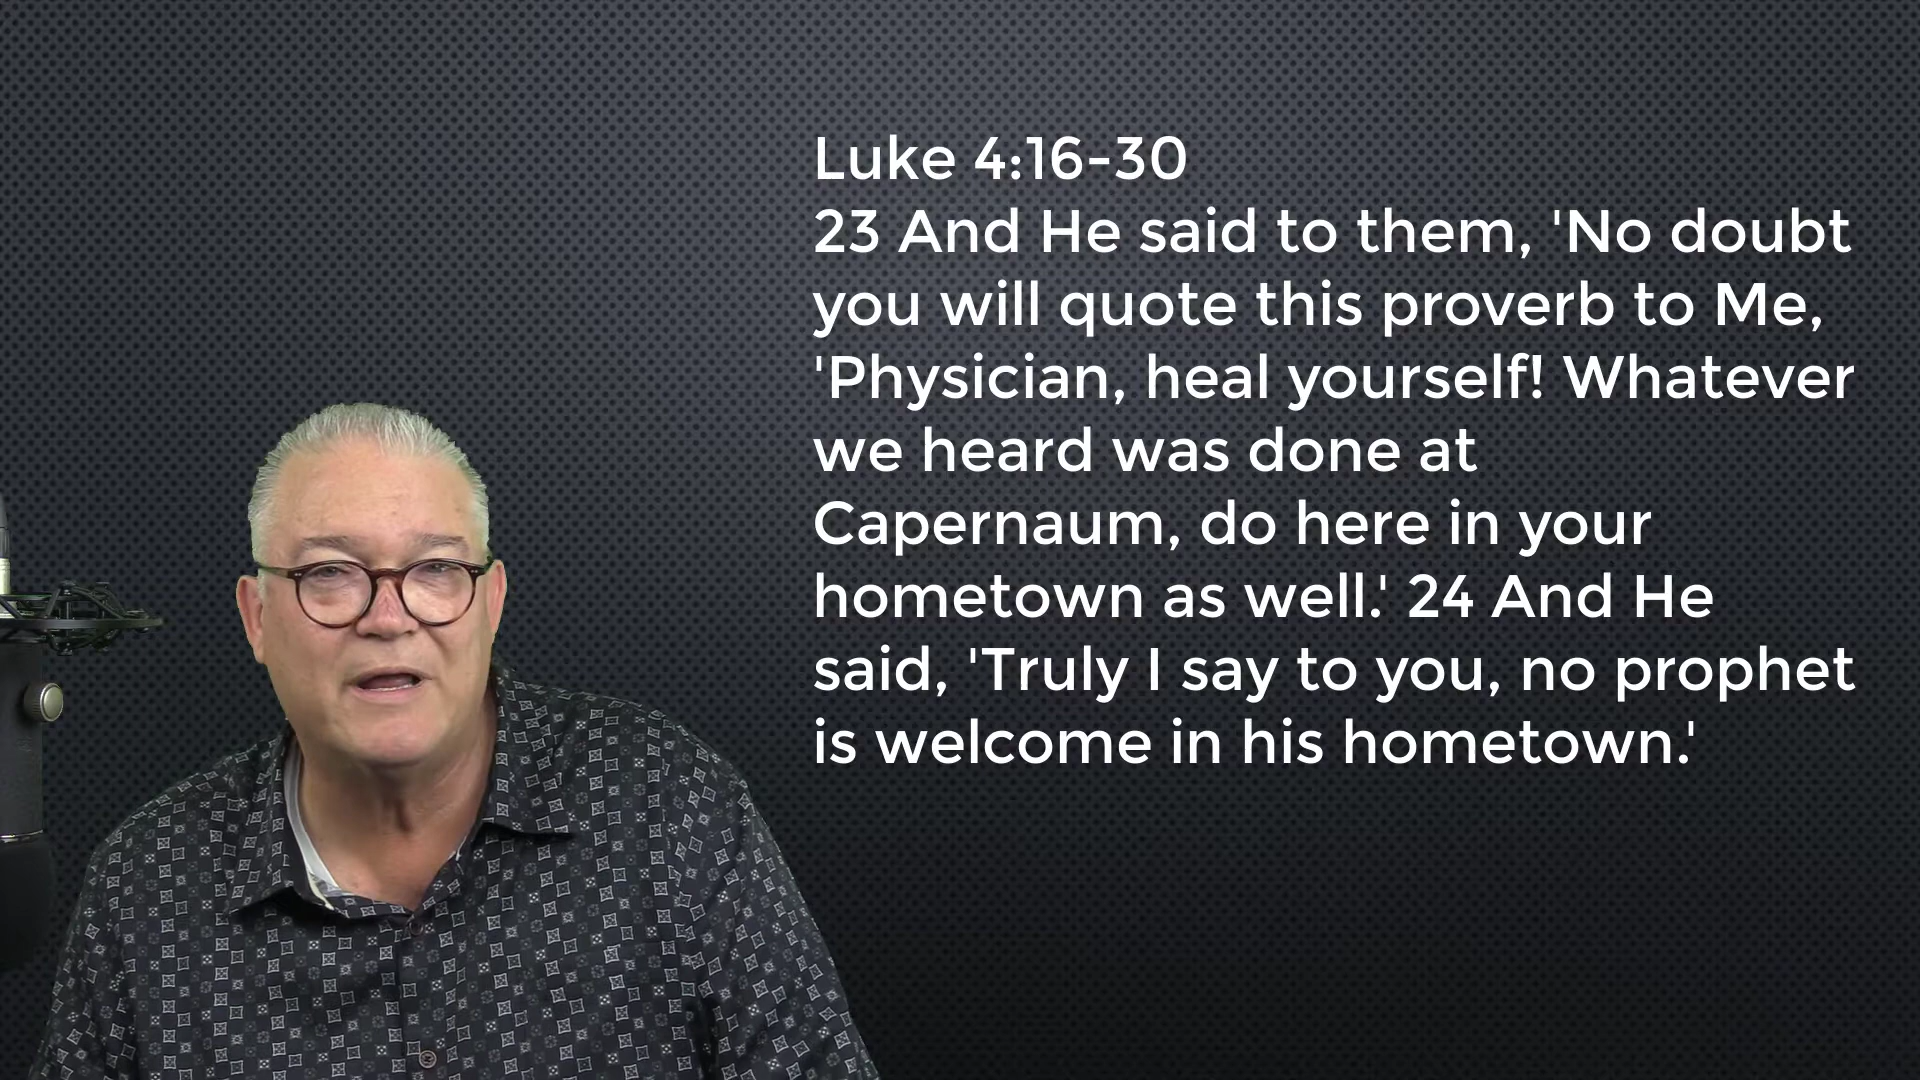 Luke 4:16-30
23 And He said to them, 'No doubt
you will quote this proverb to Me,
'Physician, heal yourself! Whatever
we heard was done at
Capernaum, do here in your
hometown as well.' 24 And He
said, 'Truly I say to you, no prophet
is welcome in his hometown.'